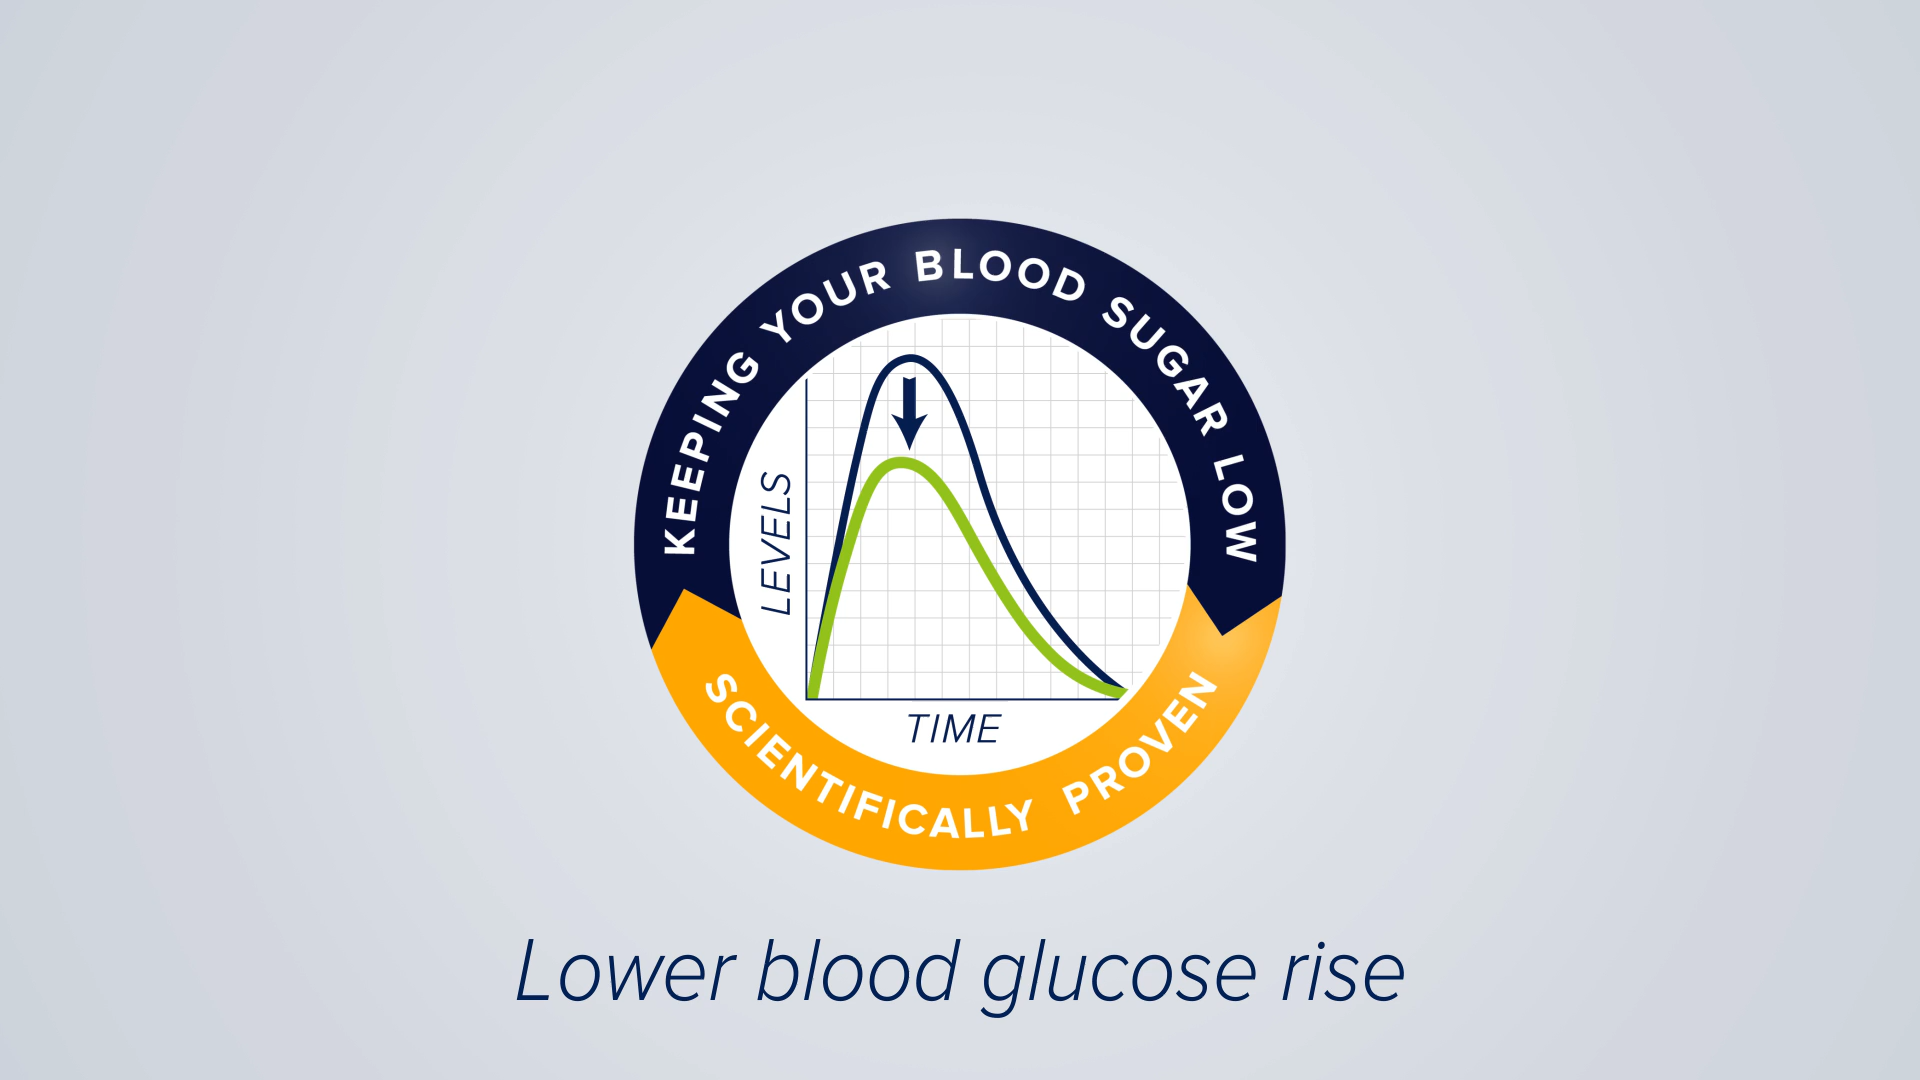 KEEPING YOUR BLOOD SUGAR LOW
LEVELS
TIME
SCIENTIFICALLY PROVEN
Lower blood glucose rise